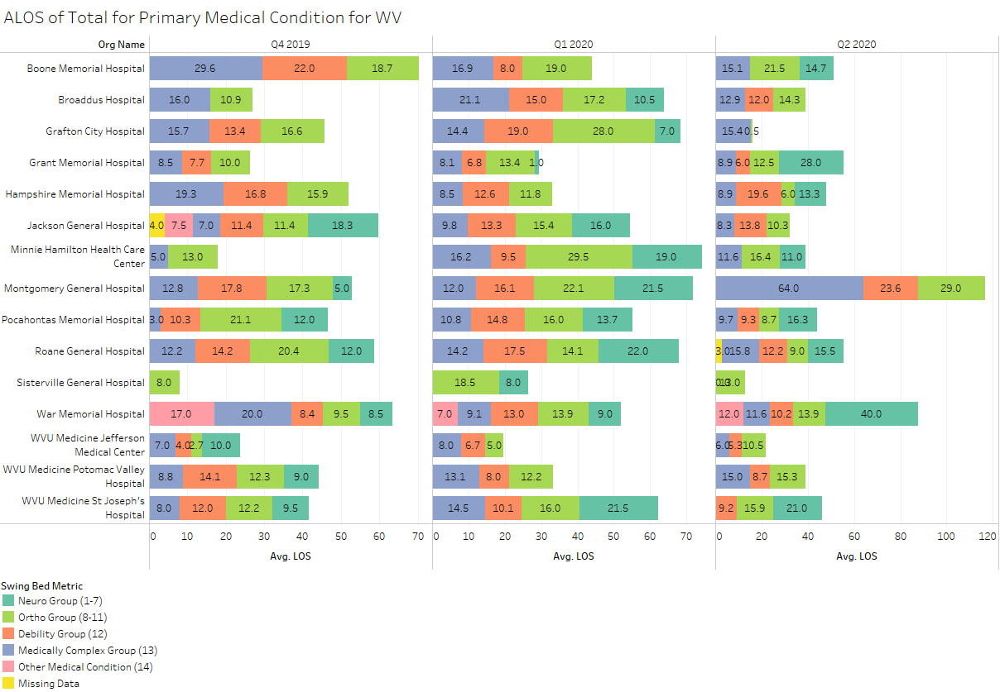 ALOS of Total for Primary Medical Condition for WV
Org Name Q4 2019 Q1 2020 Q2 2020
Boone Memorial Hospital 29.6 22.0 18.7 16.9 8.0 19.0 15.1 21.5 14.7
Broaddus Hospital 16.0 10.9 21.1 15.0 17.2 10.5 12.9 12.0 14.3
Grafton City Hospital 15.7 13.4 16.6 14.4 19.0 28.0 7.0 15.4 0.5
Grant Memorial Hospital 8.5 7.7 10.0 8.1 6.8 13.4 1.0 8.9 6.0 12.5 28.0
Hampshire Memorial Hospital 19.3 16.8 15.9 8.5 12.6 11.8 8.9 19.6 6.0 13.3
Jackson General Hospital 4.0 7.5 7.0 11.4 11.4 18.3 9.8 13.3 15.4 16.0 8.3 13.8 10.3
Minnie Hamilton Health Care
Center 5.0 13.0 16.2 9.5 29.5 19.0 11.6 16.4 11.0
Montgomery General Hospital 12.8 17.8 17.3 5.0 12.0 16.1 22.1 21.5 64.0 23.6 29.0
Pocahontas Memorial Hospital 3.0 10.3 21.1 12.0 10.8 14.8 16.0 13.7 9.7 9.3 8.7 16.3
Roane General Hospital 12.2 14.2 20.4 12.0 14.2 17.5 14.1 22.0 3.0 15.8 12.2 9.0 15.5
Sisterville General Hospital 8.0 18.5 8.0
War Memorial Hospital 17.0 20.0 8.4 9.5 8.5 7.0 9.1 13.0 13.9 9.0 12.0 11.6 10.2 13.9 40.0
WVU Medicine Jefferson
Medical Center 7.0 4.0 2.7 10.0 8.0 6.7 5.0 6.0 5.3 10.5
WVU Medicine Potomac Valley
Hospital 8.8 14.1 12.3 9.0 13.1 8.0 12.2 15.0 8.7 15.3
WVU Medicine St Joseph's
Hospital 8.0 12.0 12.2 9.5 14.5 10.1 16.0 21.5 9.2 15.9 21.0
0 10 20 30 40 50 60 70 0 10 20 30 40 50 60 70 0 20 40 60 80 100 120
Avg. LOS Avg. LOS Avg. LOS
Swing Bed Metric
Neuro Group (1-7)
Ortho Group (8-11)
Debility Group (12)
Medically Complex Group (13)
Other Medical Condition (14)
Missing Data